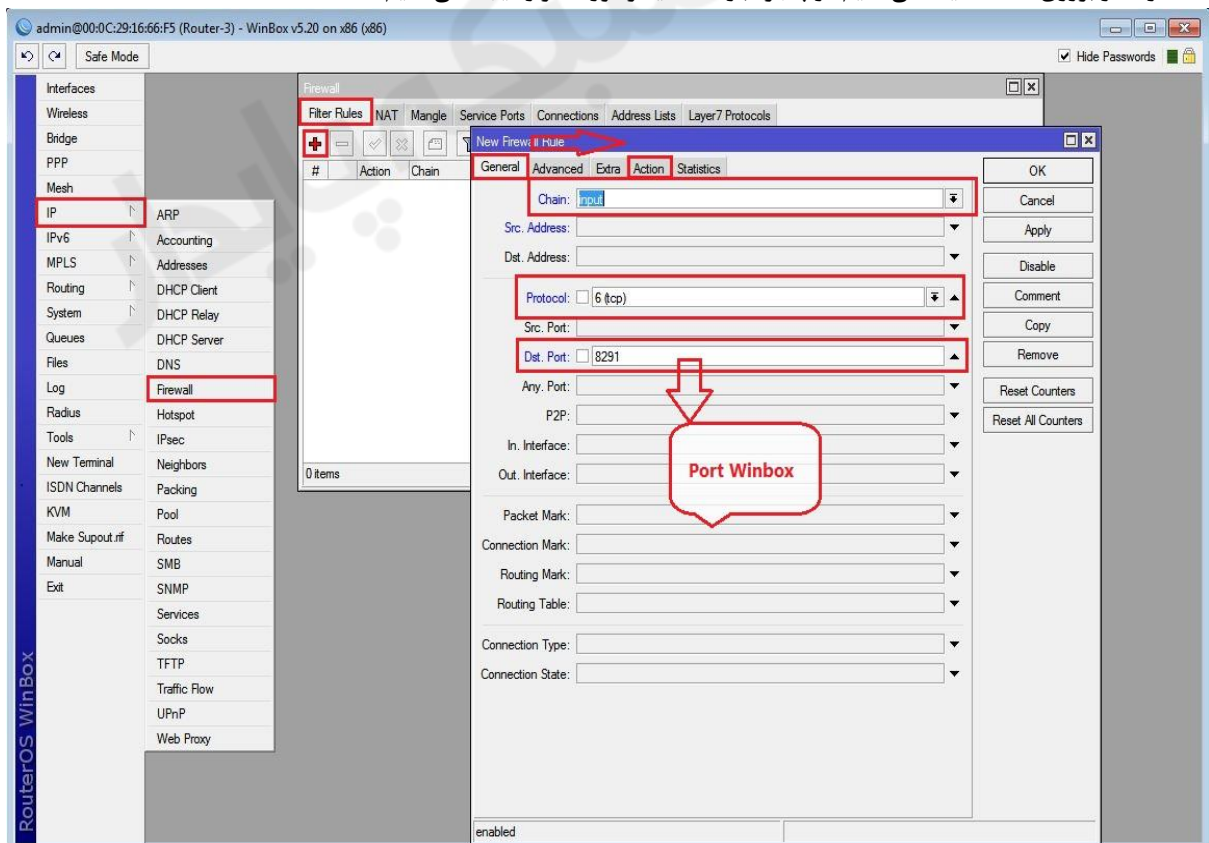 admin@00:0C:29:16:66:F5 (Router-3) - WinBox v5.20 on x86 (x86)
Safe Mode
Hide Passwords
Interfaces
Wireless
Bridge
PPP
Mesh
IP
IPv6
MPLS
Routing
System
Queues
Files
Log
Radius
Tools
New Terminal
ISDN Channels
KVM
Make Supout.rif
Manual
Exit
RouterOS WinBox
ARP
Accounting
Addresses
DHCP Client
DHCP Relay
DHCP Server
DNS
Firewall
Hotspot
IPsec
Neighbors
Packing
Pool
Routes
SMB
SNMP
Services
Socks
TFTP
Traffic Flow
UPnP
Web Proxy
Firewall
Filter Rules NAT Mangle Service Ports Connections Address Lists Layer7 Protocols
# Action Chain
0 items
New Firewall Rule
General Advanced Extra Action Statistics
Chain: input
Src. Address:
Dst. Address:
Protocol: 6 (tcp)
Src. Port:
Dst. Port: 8291
Any. Port:
P2P:
In. Interface:
Out. Interface:
Packet Mark:
Connection Mark:
Routing Mark:
Routing Table:
Connection Type:
Connection State:
enabled
Port Winbox
OK
Cancel
Apply
Disable
Comment
Copy
Remove
Reset Counters
Reset All Counters